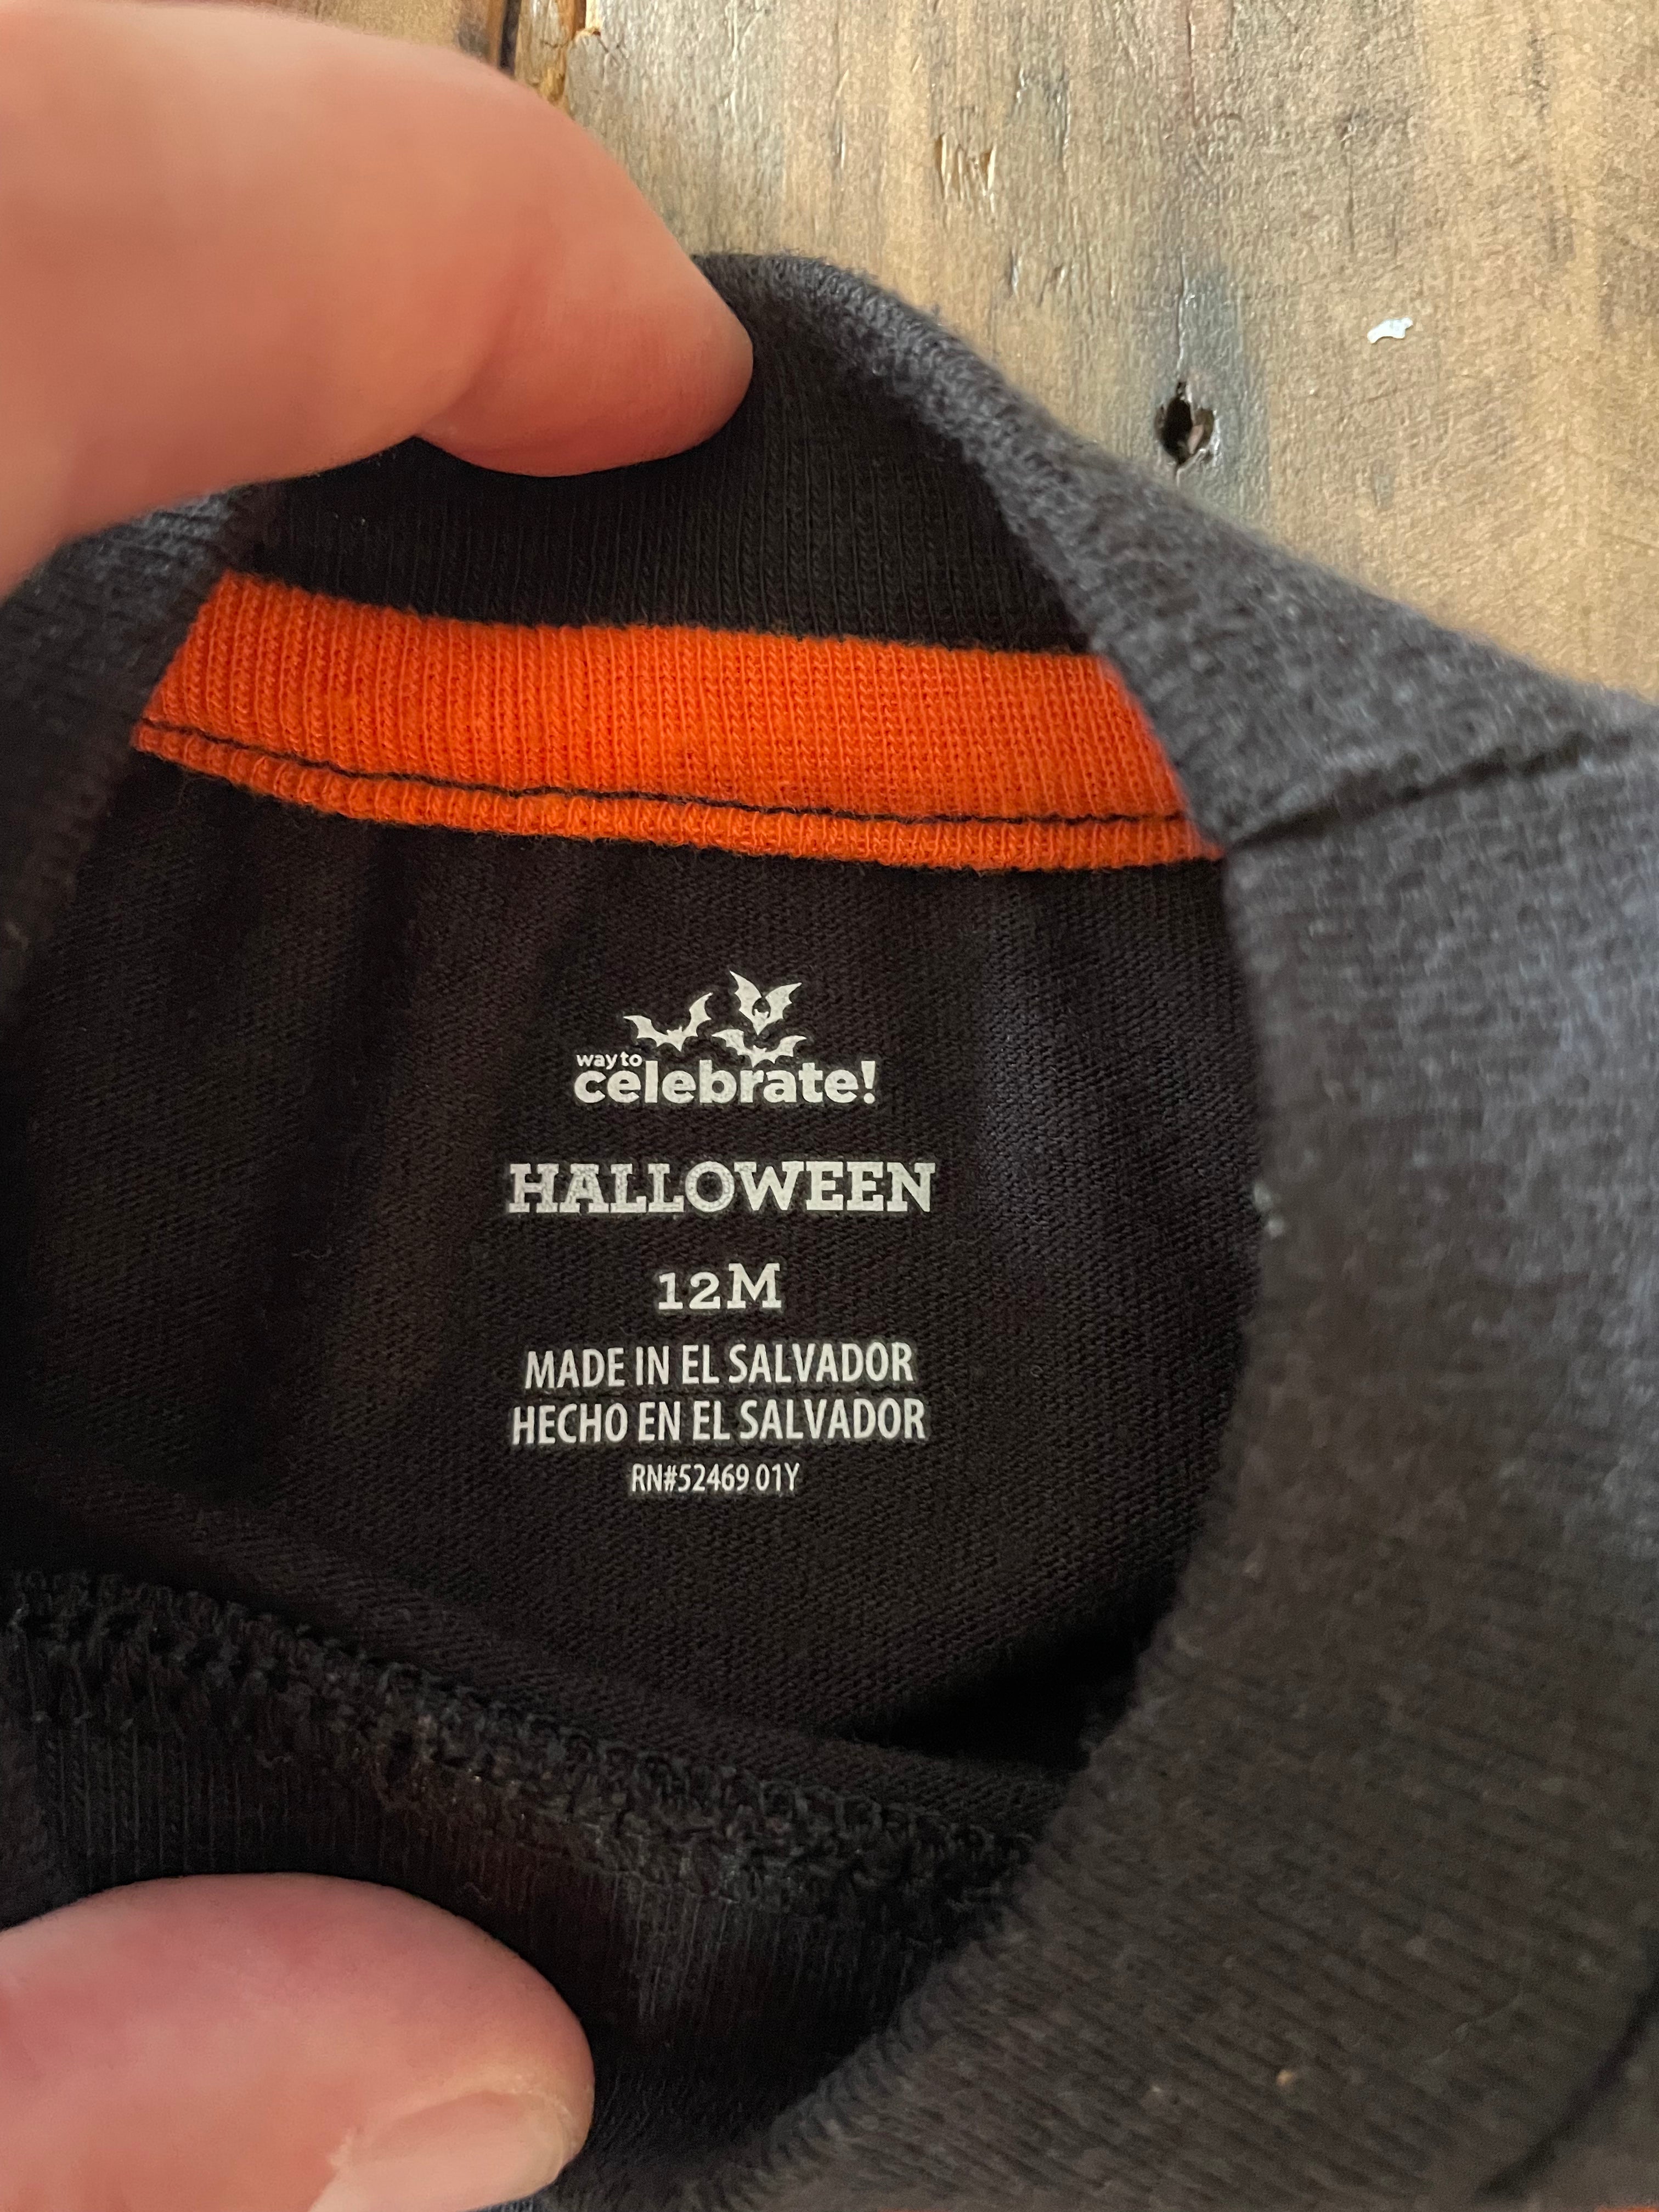 way to
celebrate!
HALLOWEEN
12M
MADE IN EL SALVADOR
HECHO EN EL SALVADOR
RN#52469 01Y